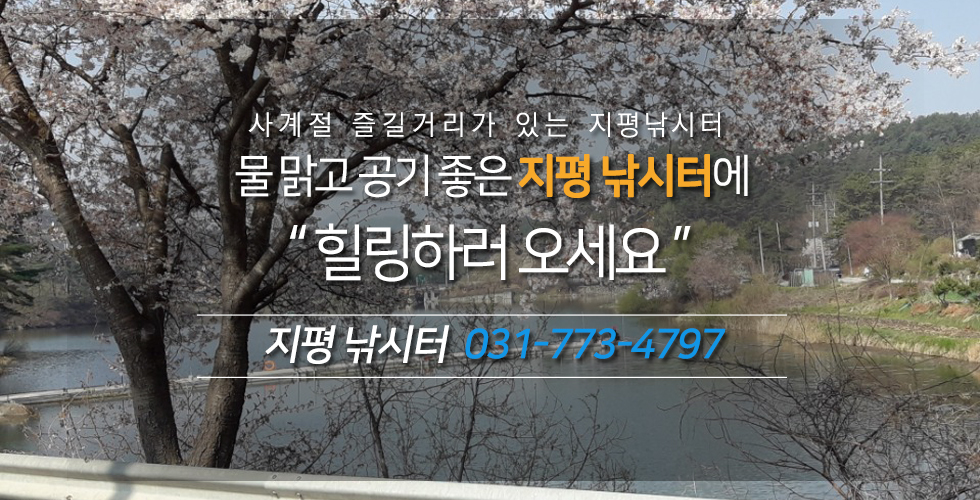 사계절 즐길거리가 있는 지평낚시터
물 맑고 공기 좋은 지평 낚시터에
“힐링하러 오세요”
지평 낚시터 031-773-4797